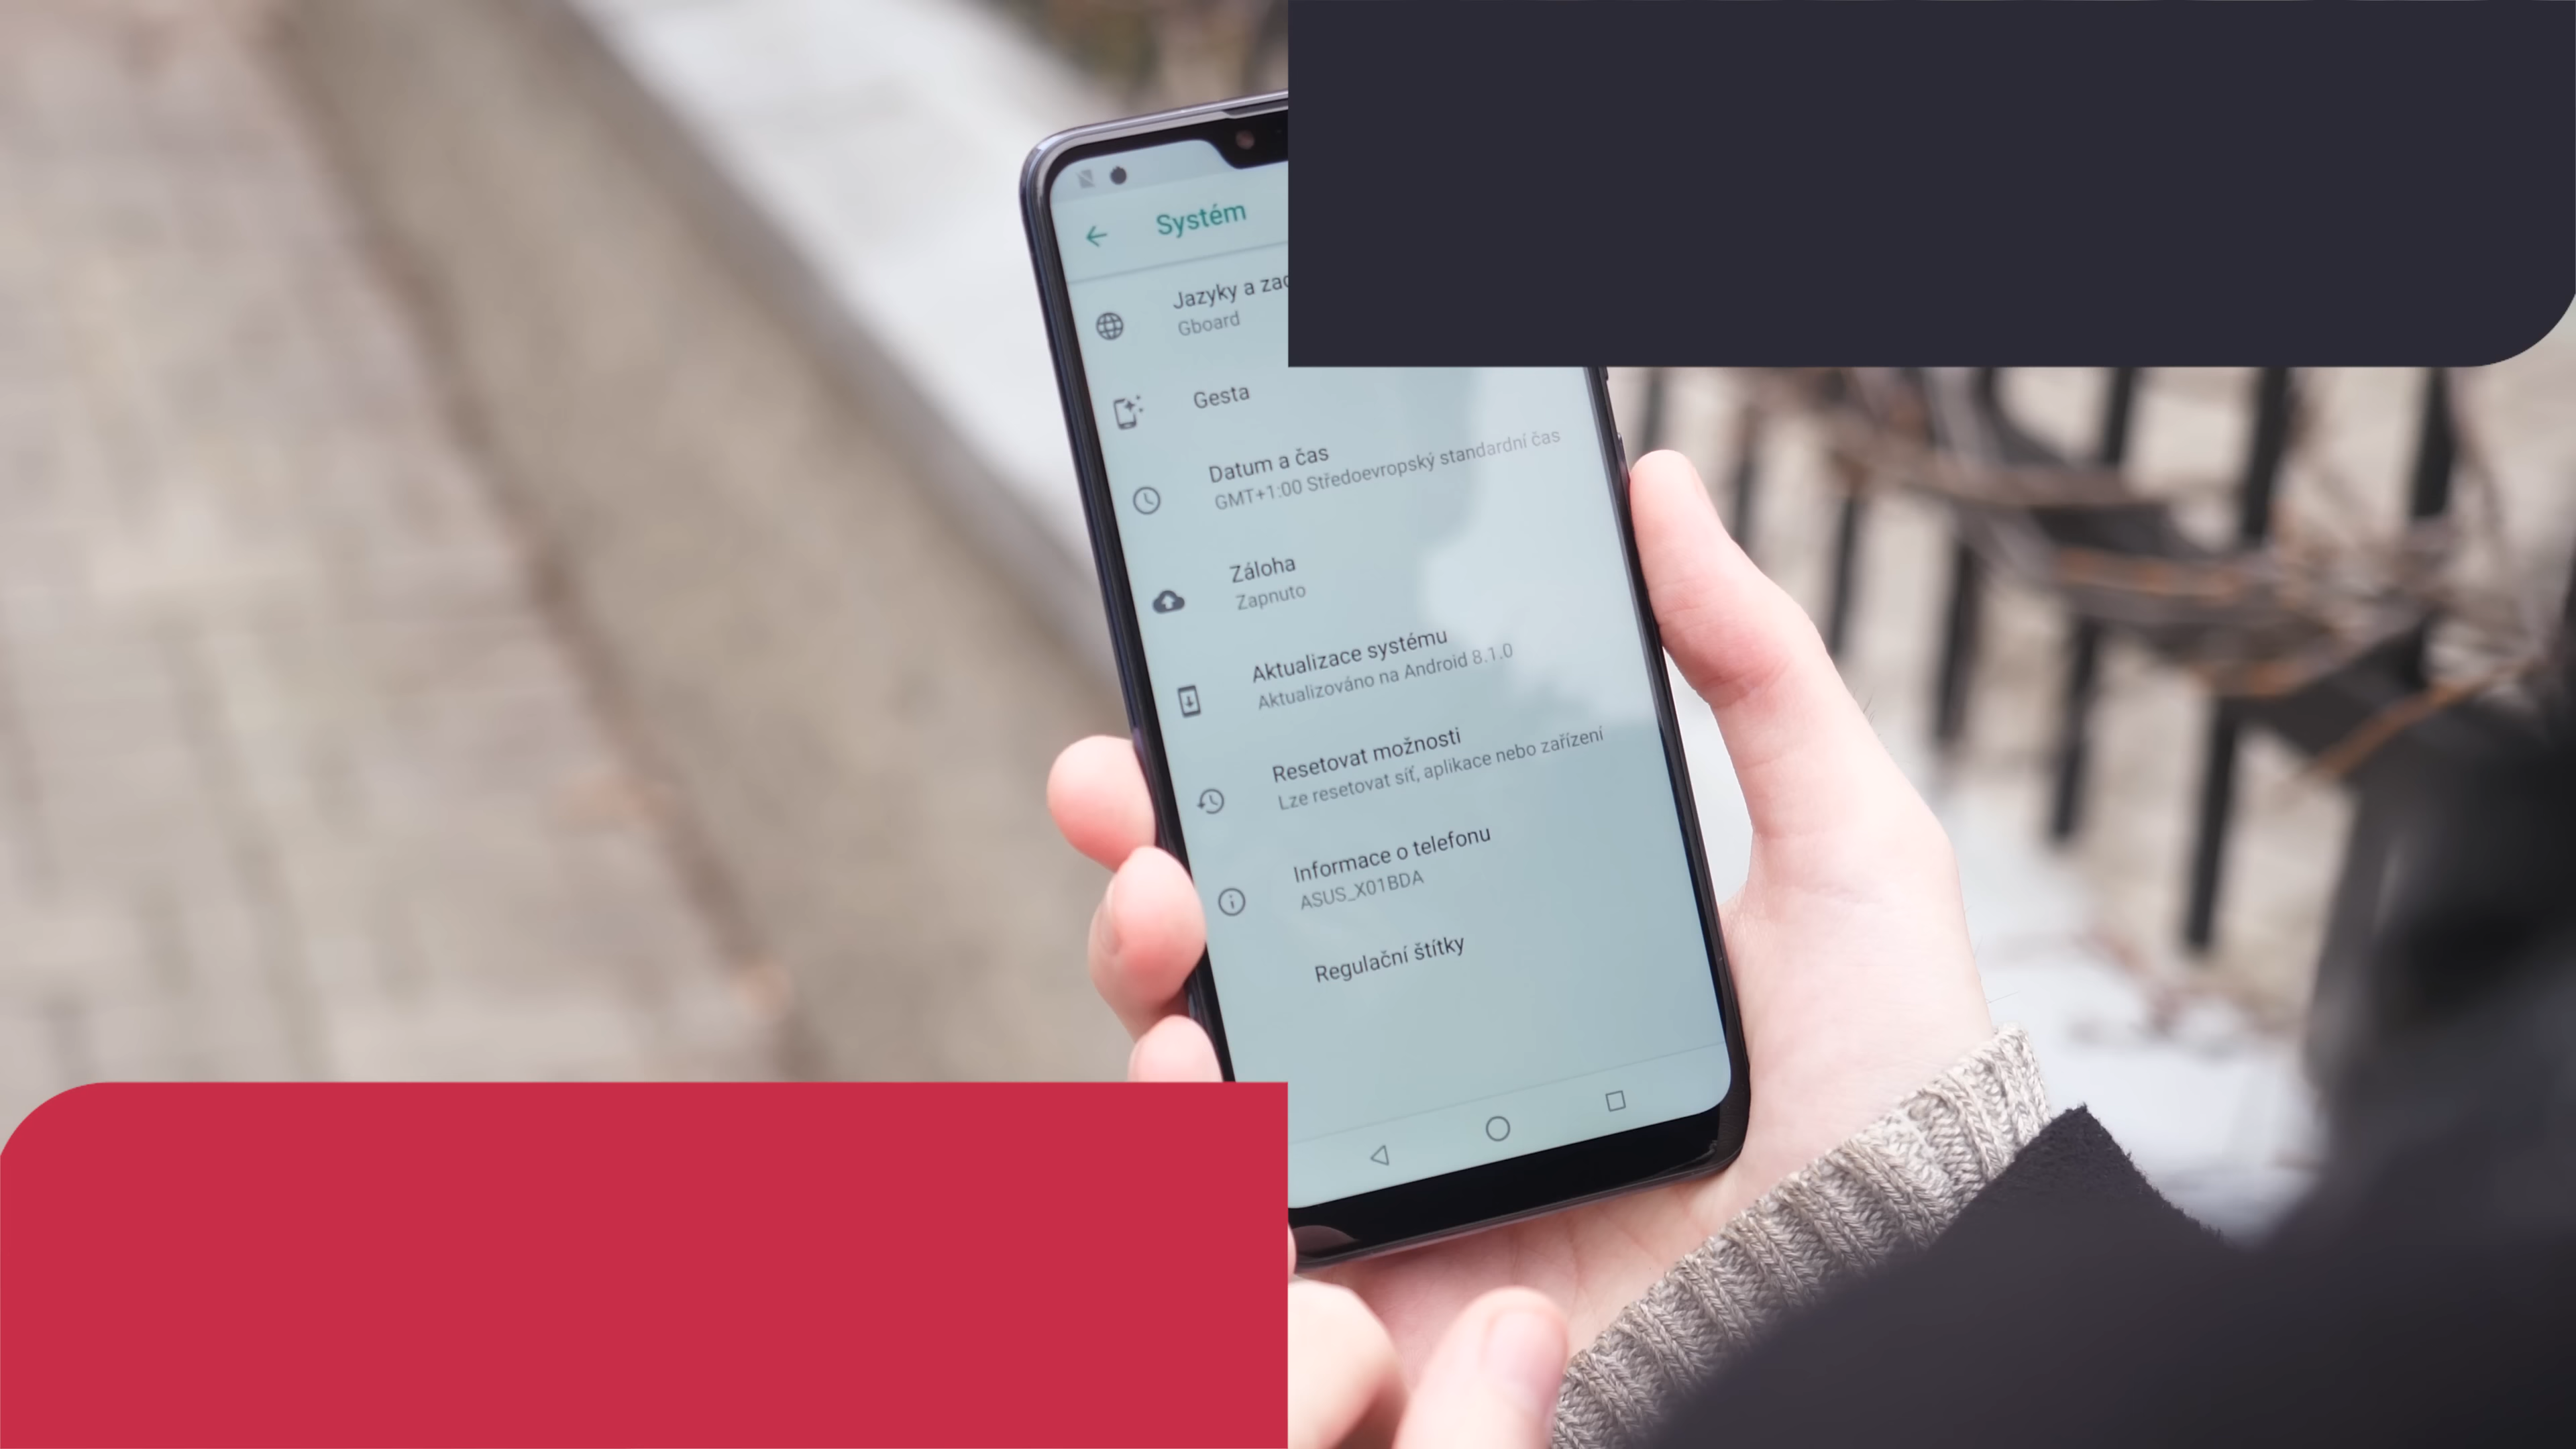 Systém
Jazyky a
Gboard
Gesta
Datum a čas
GMT+1:00 Středoevropský standardní čas
Záloha
Zapnuto
Aktualizace systému
Aktualizováno na Android 8.1.0
Resetovat možnosti
Lze resetovat síť, aplikace nebo zařízení
Informace o telefonu
ASUS_X01BDA
Regulační štítky